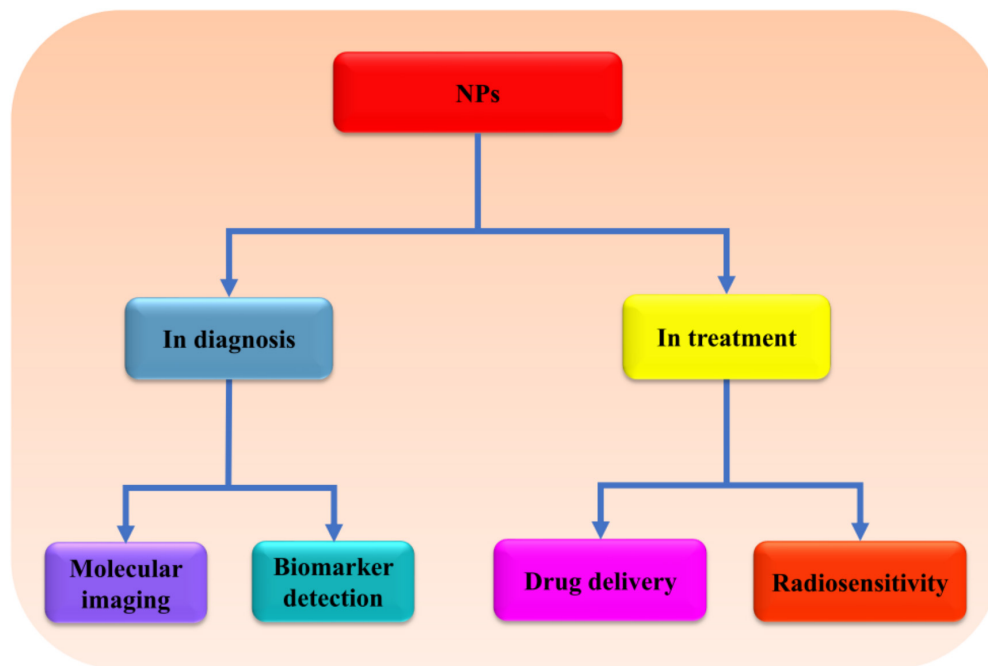 NPs
In diagnosis
In treatment
Molecular
imaging
Biomarker
detection
Drug delivery
Radiosensitivity